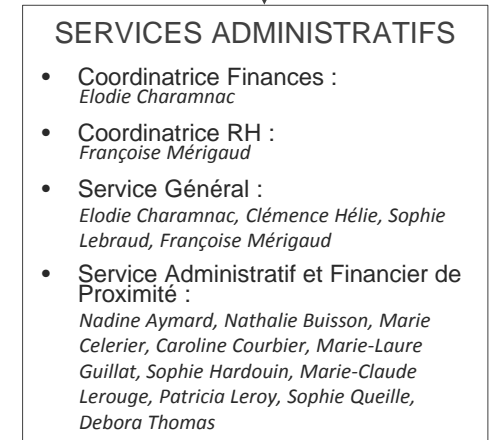 SERVICES ADMINISTRATIFS
• Coordinatrice Finances :
Elodie Charamnac
• Coordinatrice RH :
Françoise Mérigaud
• Service Général :
Elodie Charamnac, Clémence Hélie, Sophie
Lebraud, Françoise Mérigaud
• Service Administratif et Financier de
Proximité :
Nadine Aymard, Nathalie Buisson, Marie
Celerier, Caroline Courbier, Marie-Laure
Guillat, Sophie Hardouin, Marie-Claude
Lerouge, Patricia Leroy, Sophie Queille,
Debora Thomas